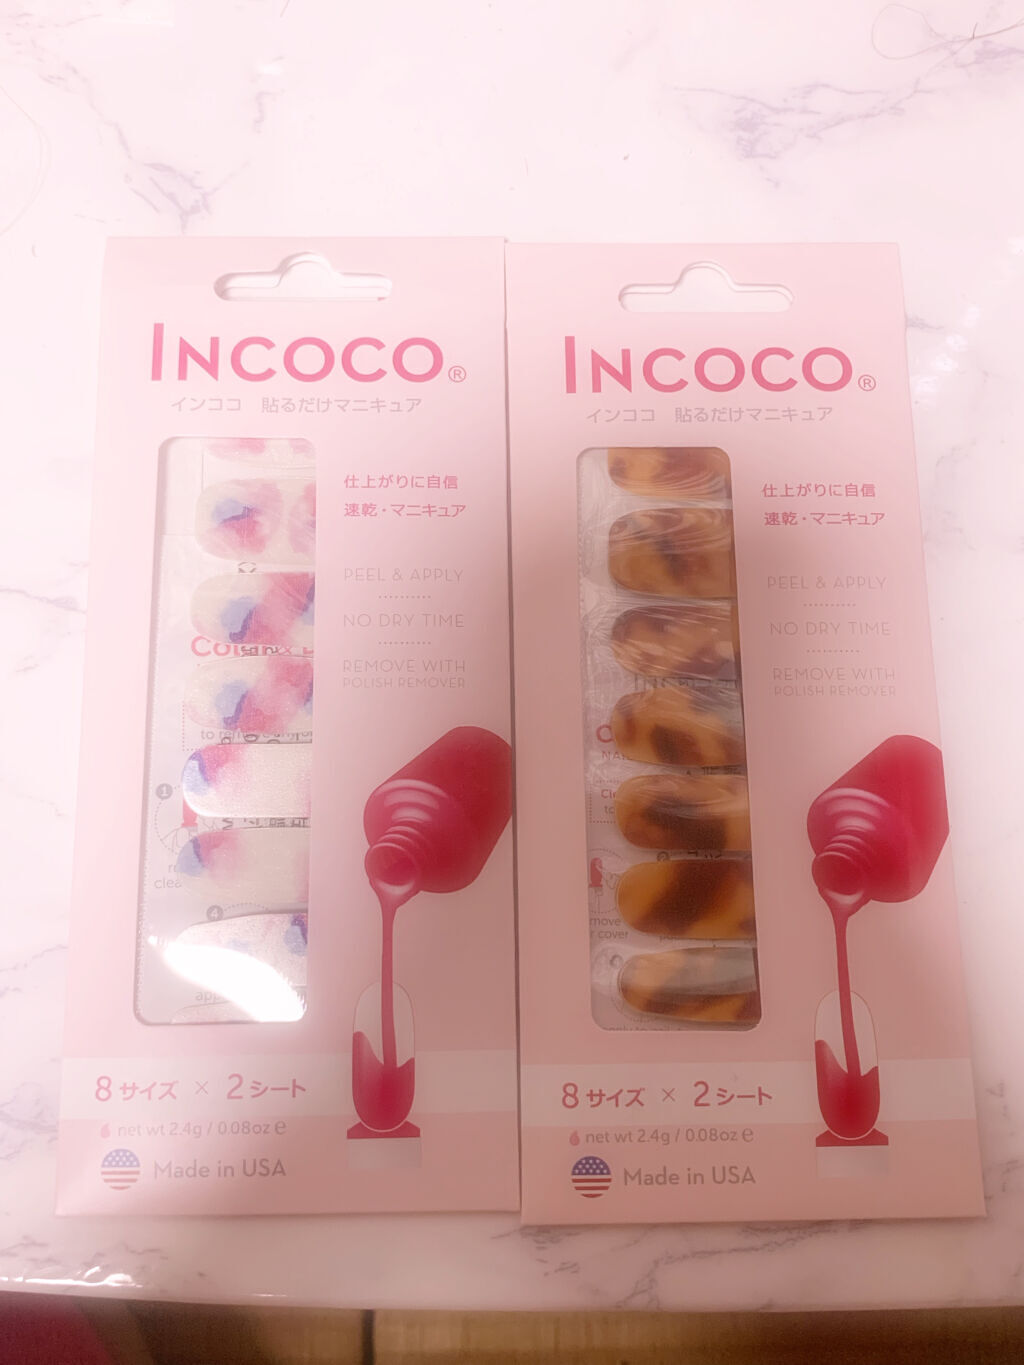 INCOCO®
インココ 貼るだけマニキュア
仕上がりに自信
速乾・マニキュア
PEEL & APPLY
NO DRY TIME
REMOVE WITH
POLISH REMOVER
8サイズ × 2シート
net wt 2.4g / 0.08oz ℮
Made in USA
INCOCO®
インココ 貼るだけマニキュア
仕上がりに自信
速乾・マニキュア
PEEL & APPLY
NO DRY TIME
REMOVE WITH
POLISH REMOVER
8サイズ × 2シート
net wt 2.4g / 0.08oz ℮
Made in USA